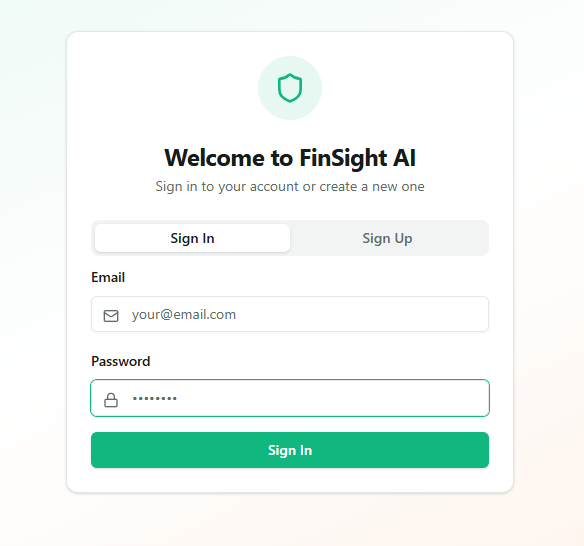 Welcome to FinSight AI
Sign in to your account or create a new one
Sign In
Sign Up
Email
your@email.com
Password
••••••••
Sign In